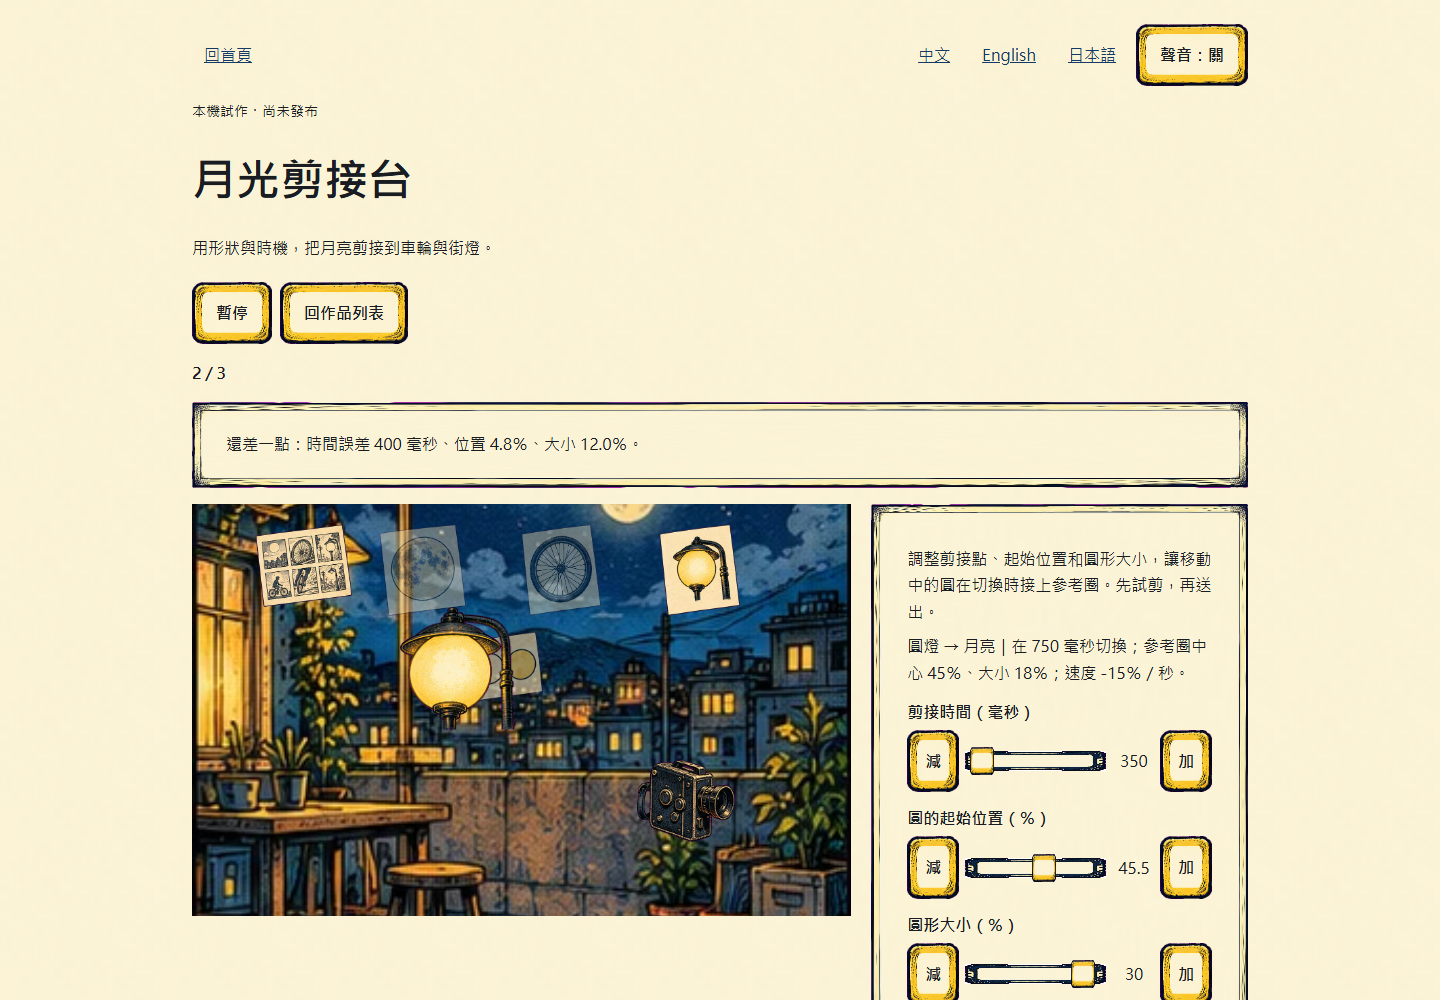 回首頁
中文 English 日本語 聲音：關
本機試作・尚未發布
月光剪接台
用形狀與時機，把月亮剪接到車輪與街燈。
暫停 回作品列表
2 / 3
還差一點：時間誤差 400 毫秒、位置 4.8%、大小 12.0%。
調整剪接點、起始位置和圓形大小，讓移動
中的圓在切換時接上參考圈。先試剪，再送
出。
圓燈 → 月亮 | 在 750 毫秒切換；參考圈中
心 45%、大小 18%；速度 -15% / 秒。
剪接時間（毫秒）
減 350 加
圓的起始位置（%）
減 45.5 加
圓形大小（%）
減 30 加